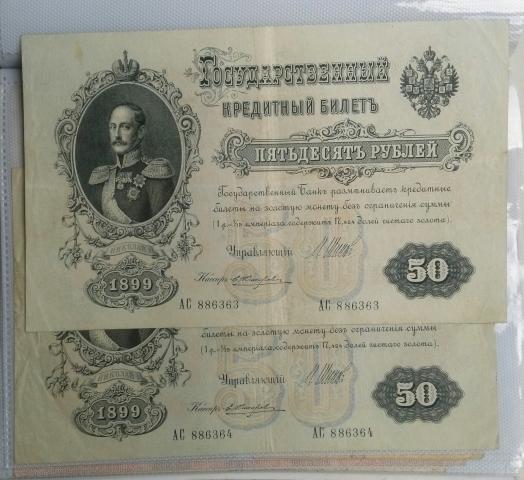 Государственный
кредитный билетъ
пятьдесятъ рублей
Государственный Банкъ размѣниваетъ кредитные
билеты на золотую монету безъ ограниченія суммы
(1 р.=1/15 имперіала, содержитъ 17,424 долей чистаго золота).
Управляющій
Кассиръ
НИКОЛАЙ I
1899
50
АС 886363
АС 886363
билеты на золотую монету безъ ограниченія суммы
(1 р.=1/15 имперіала, содержитъ 17,424 долей чистаго золота).
Управляющій
Кассиръ
1899
50
АС 886364
АС 886364